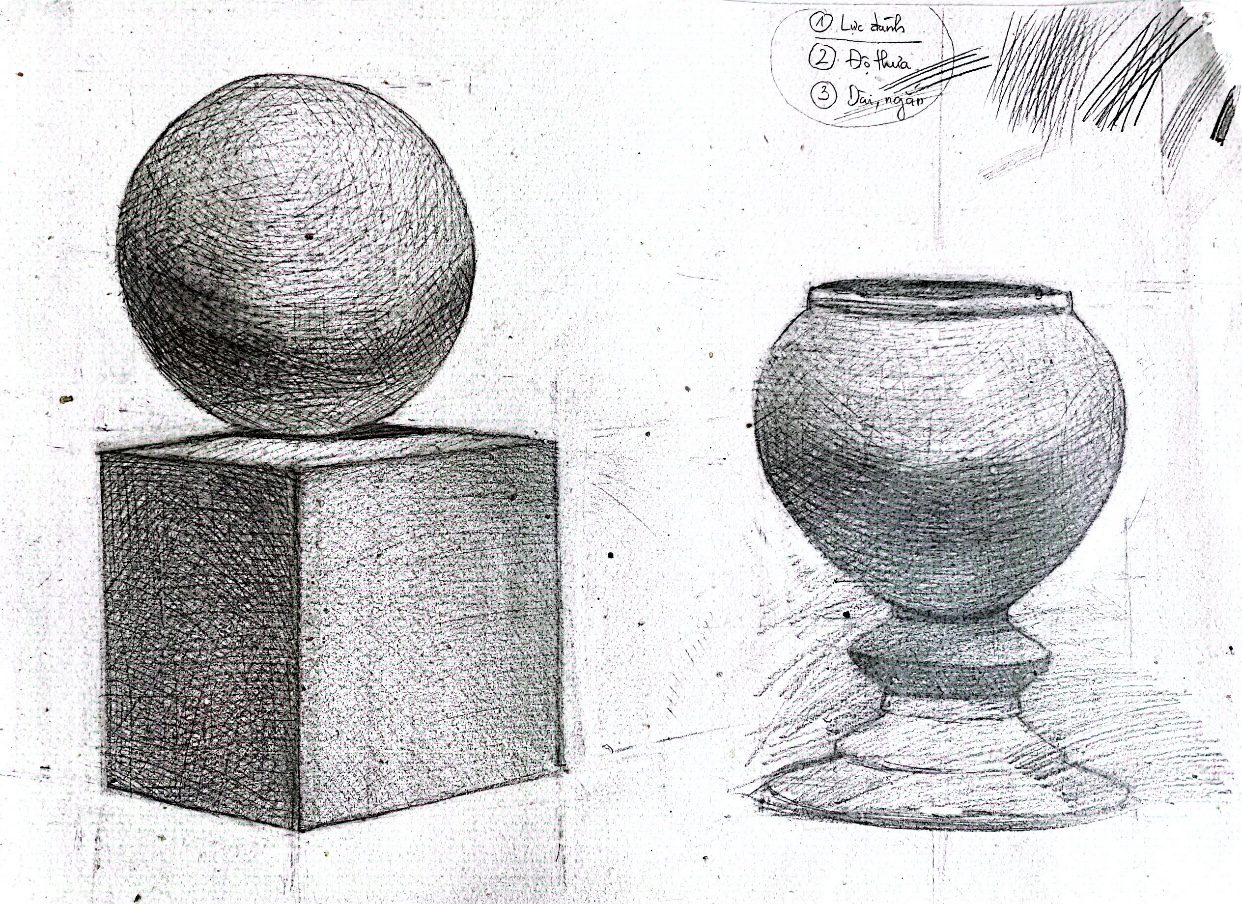 ① Lực đánh
② Độ thưa
③ Dài, ngắn